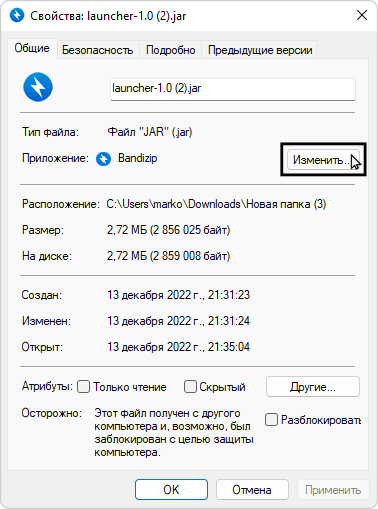 Свойства: launcher-1.0 (2).jar
Общие Безопасность Подробно Предыдущие версии
launcher-1.0 (2).jar
Тип файла: Файл "JAR" (.jar)
Приложение: Bandizip Изменить...
Расположение: C:\Users\marko\Downloads\Новая папка (3)
Размер: 2,72 МБ (2 856 025 байт)
На диске: 2,72 МБ (2 859 008 байт)
Создан: 13 декабря 2022 г., 21:31:23
Изменен: 13 декабря 2022 г., 21:31:24
Открыт: 13 декабря 2022 г., 21:35:04
Атрибуты: Только чтение Скрытый Другие...
Осторожно: Этот файл получен с другого
компьютера и, возможно, был
заблокирован с целью защиты
компьютера.
Разблокировать
ОК Отмена Применить